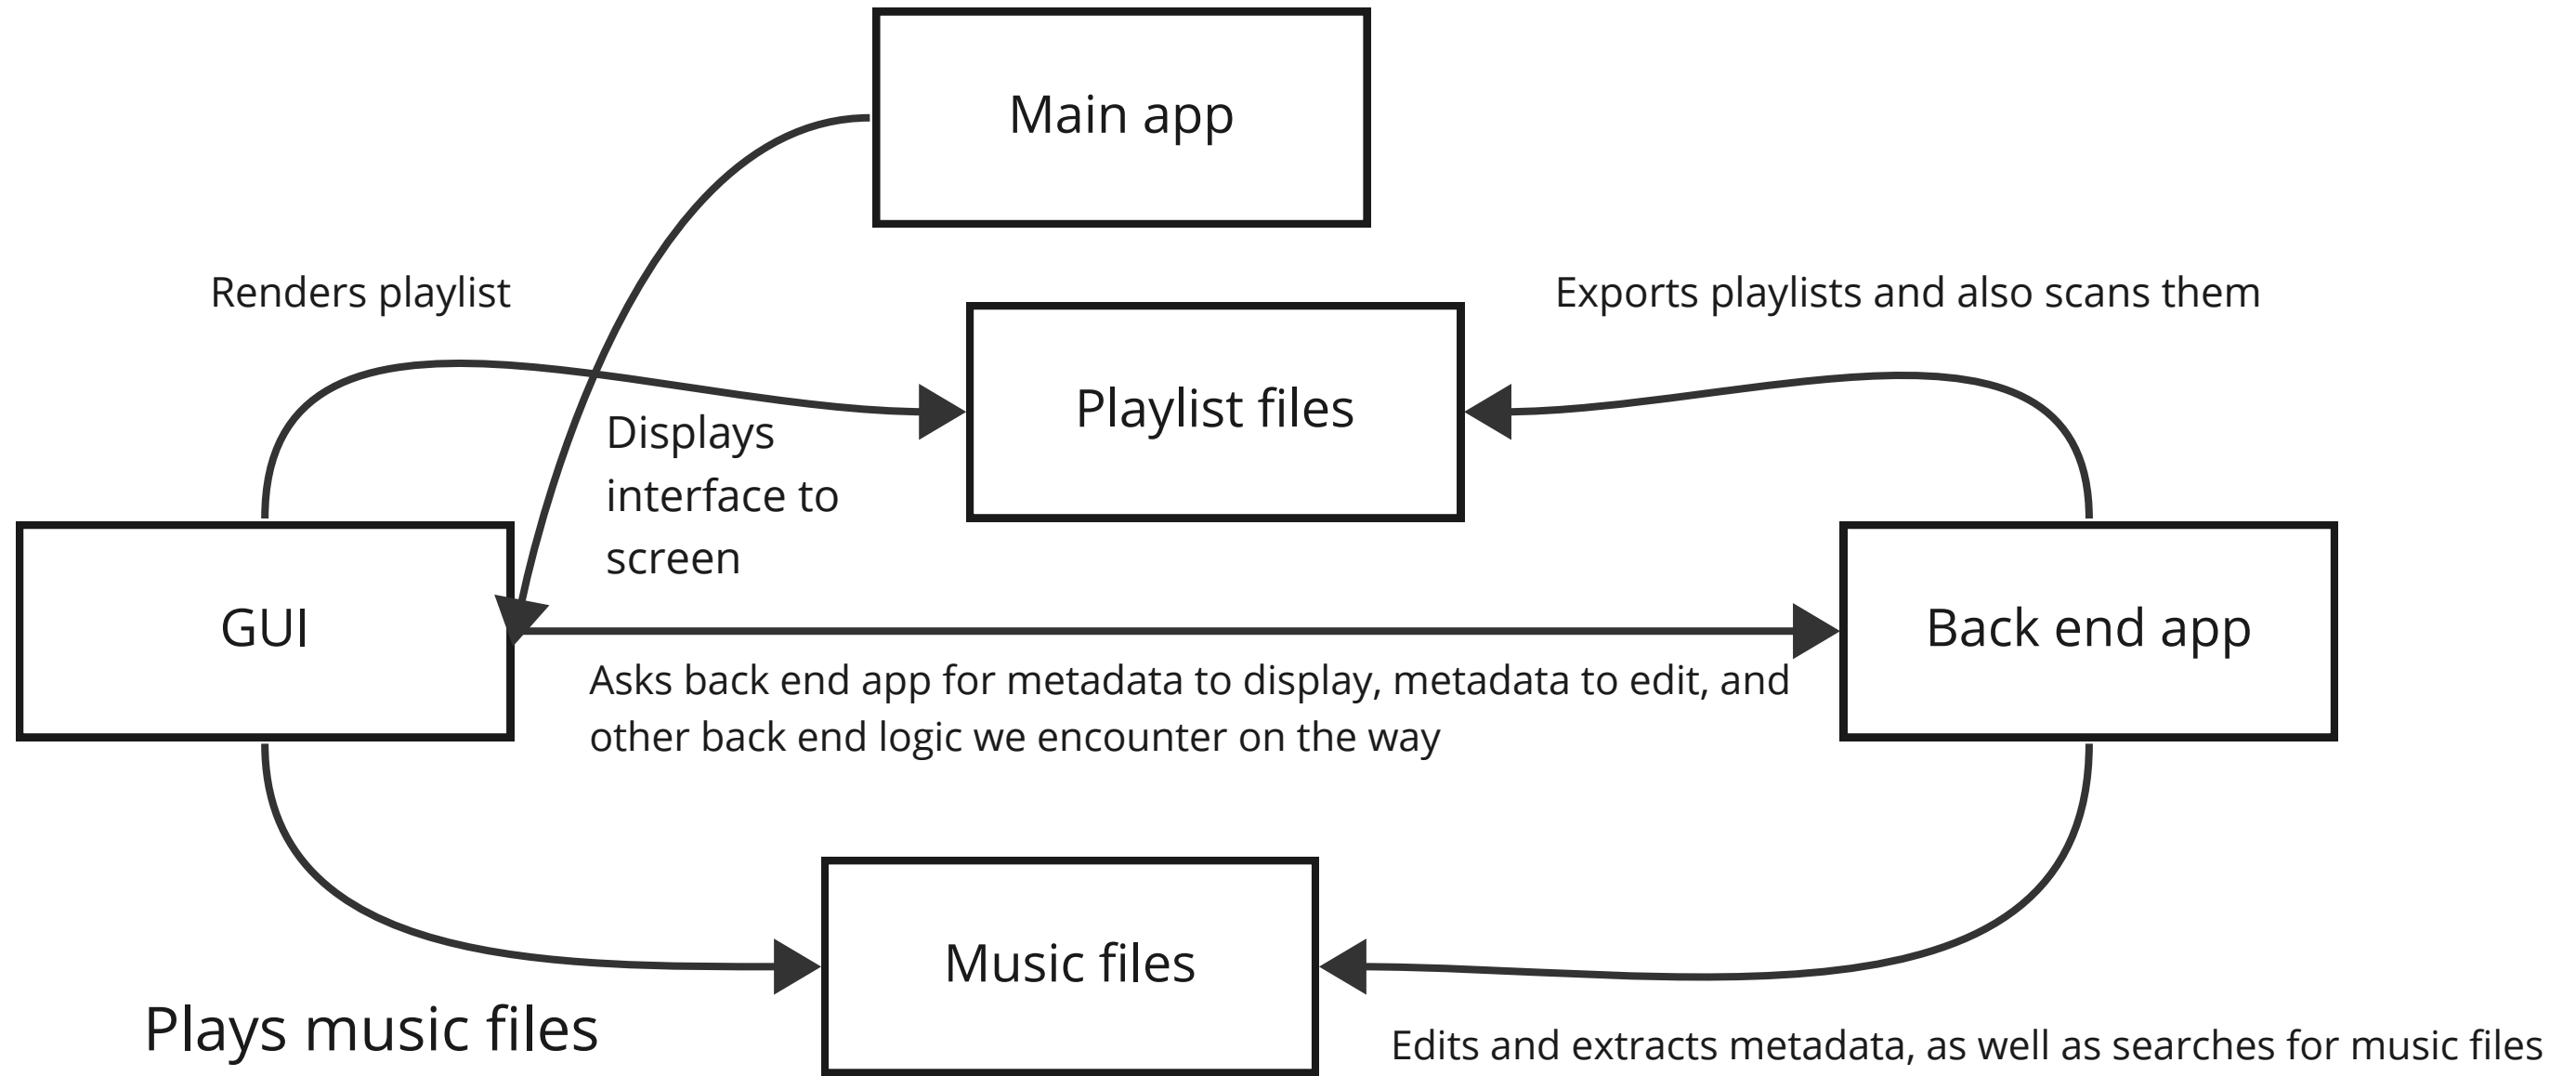 Main app
Renders playlist
Exports playlists and also scans them
Playlist files
Displays
interface to
screen
GUI
Back end app
Asks back end app for metadata to display, metadata to edit, and
other back end logic we encounter on the way
Music files
Plays music files
Edits and extracts metadata, as well as searches for music files